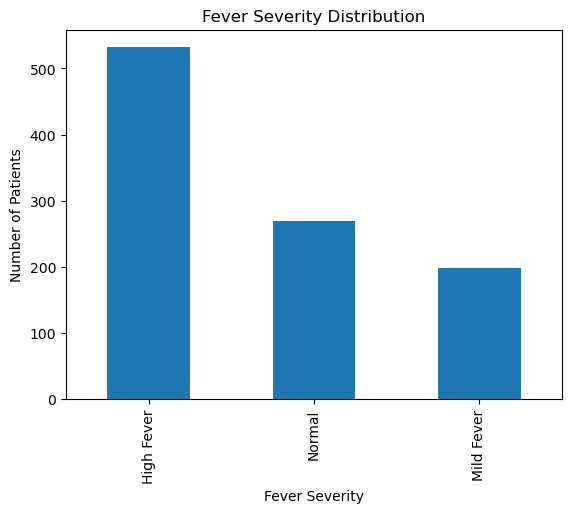 Fever Severity Distribution
Number of Patients
500
400
300
200
100
0
High Fever
Normal
Mild Fever
Fever Severity